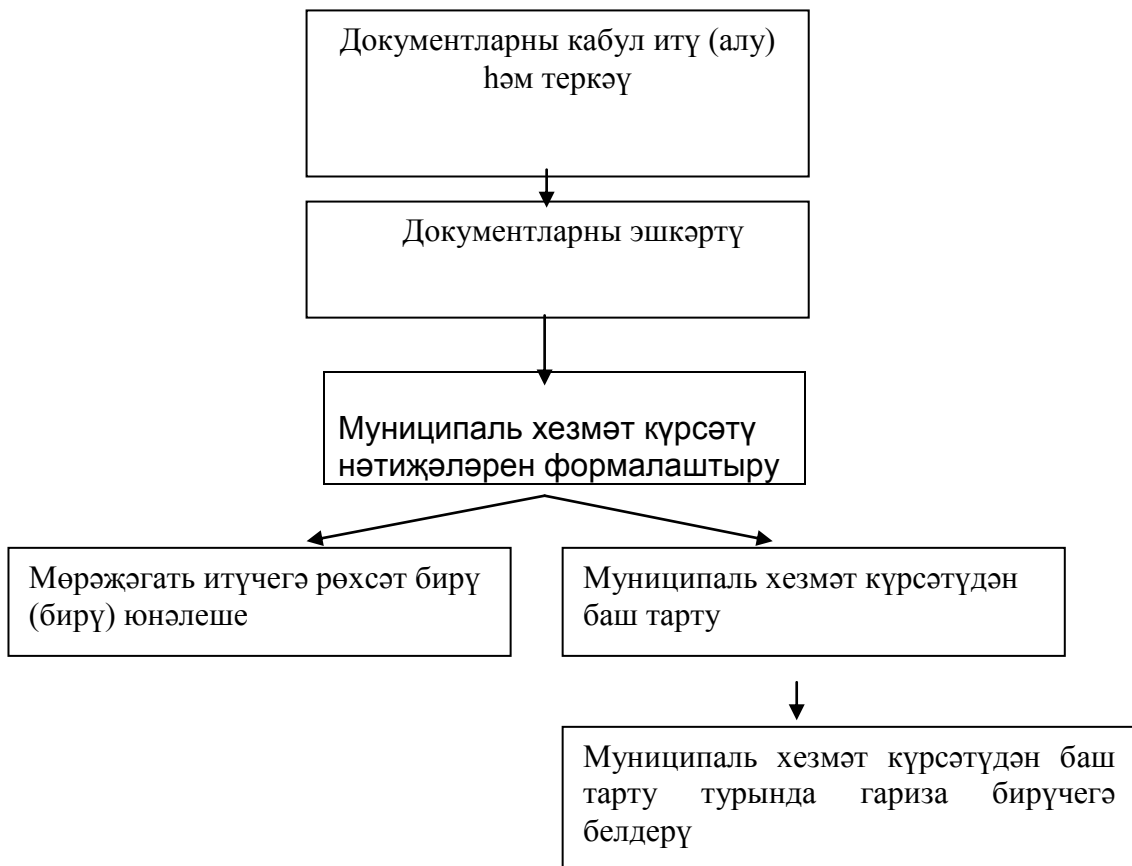 Документларны кабул итү (алу)
һәм теркәү
Документларны эшкәртү
Муниципаль хезмәт күрсәтү
нәтиҗәләрен формалаштыру
Мөрәҗәгать итүчегә рөхсәт бирү
(бирү) юнәлеше
Муниципаль хезмәт күрсәтүдән
баш тарту
Муниципаль хезмәт күрсәтүдән баш
тарту турында гариза бирүчегә
белдерү